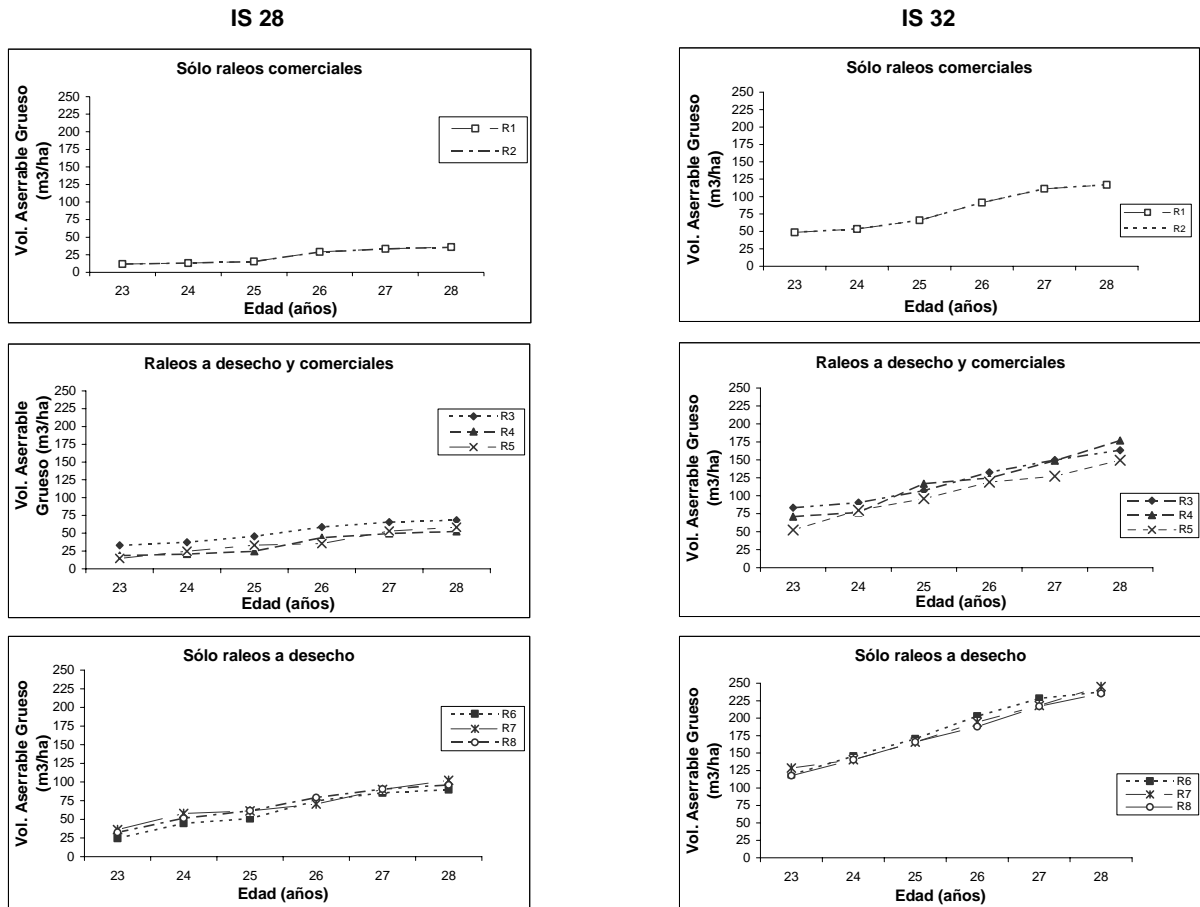 IS 28
IS 32
Sólo raleos comerciales
Vol. Aserrable Grueso
(m3/ha)
250
225
200
175
150
125
100
75
50
25
0
23 24 25 26 27 28
Edad (años)
R1
R2
Sólo raleos comerciales
Vol. Aserrable Grueso
(m3/ha)
250
225
200
175
150
125
100
75
50
25
0
23 24 25 26 27 28
Edad (años)
R1
R2
Raleos a desecho y comerciales
Vol. Aserrable
Grueso (m3/ha)
250
225
200
175
150
125
100
75
50
25
0
23 24 25 26 27 28
Edad (años)
R3
R4
R5
Raleos a desecho y comerciales
Vol. Aserrable Grueso
(m3/ha)
250
225
200
175
150
125
100
75
50
25
0
23 24 25 26 27 28
Edad (años)
R3
R4
R5
Sólo raleos a desecho
Vol. Aserrable Grueso
(m3/ha)
250
225
200
175
150
125
100
75
50
25
0
23 24 25 26 27 28
Edad (años)
R6
R7
R8
Sólo raleos a desecho
Vol. Aserrable Grueso
(m3/ha)
250
225
200
175
150
125
100
75
50
25
0
23 24 25 26 27 28
Edad (años)
R6
R7
R8